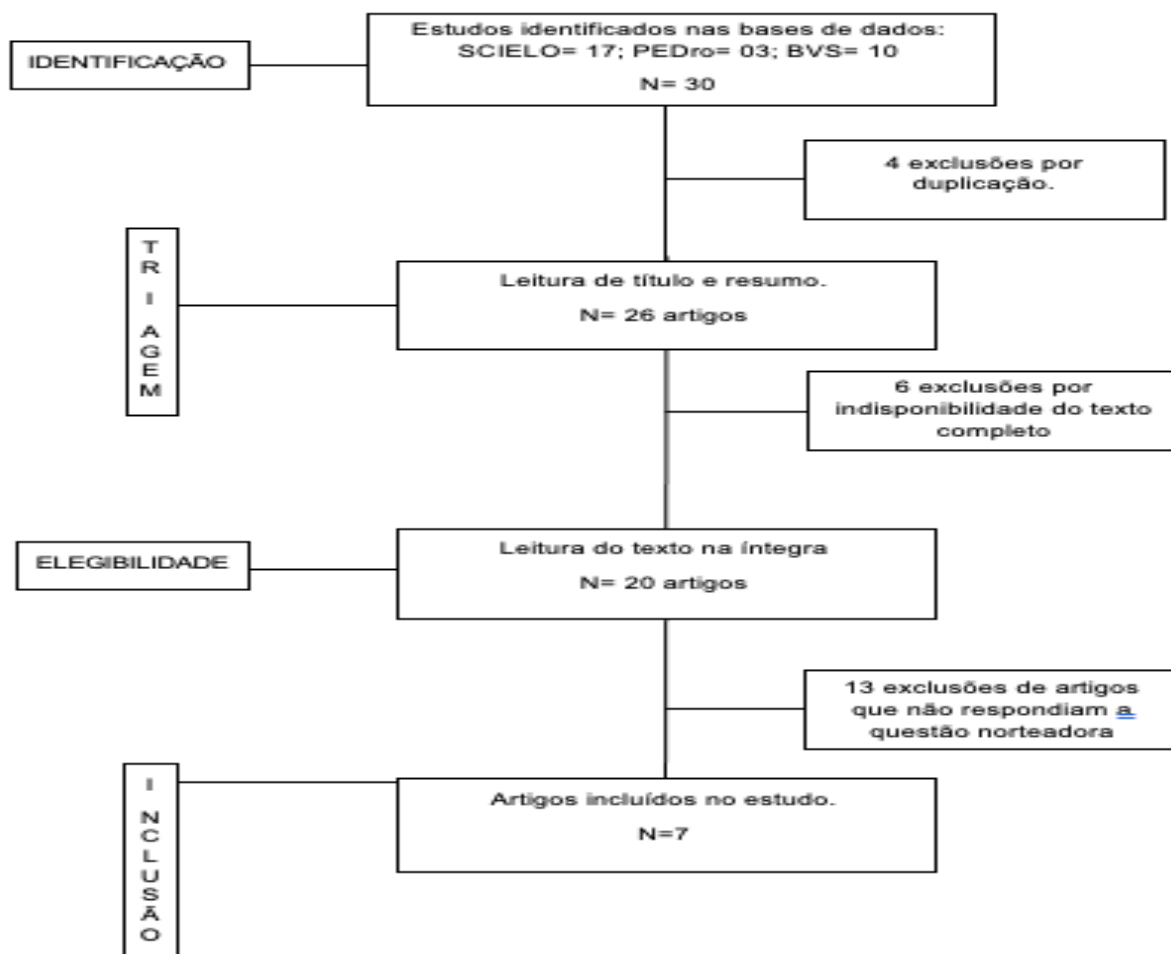 Estudos identificados nas bases de dados:
SCIELO= 17; PEDro= 03; BVS= 10
N= 30
IDENTIFICAÇÃO
4 exclusões por
duplicação.
TRIAGEM
Leitura de título e resumo.
N= 26 artigos
6 exclusões por
indisponibilidade do texto
completo
Leitura do texto na íntegra
N= 20 artigos
ELEGIBILIDADE
13 exclusões de artigos
que não respondiam a
questão norteadora
INCLUSÃO
Artigos incluídos no estudo.
N=7